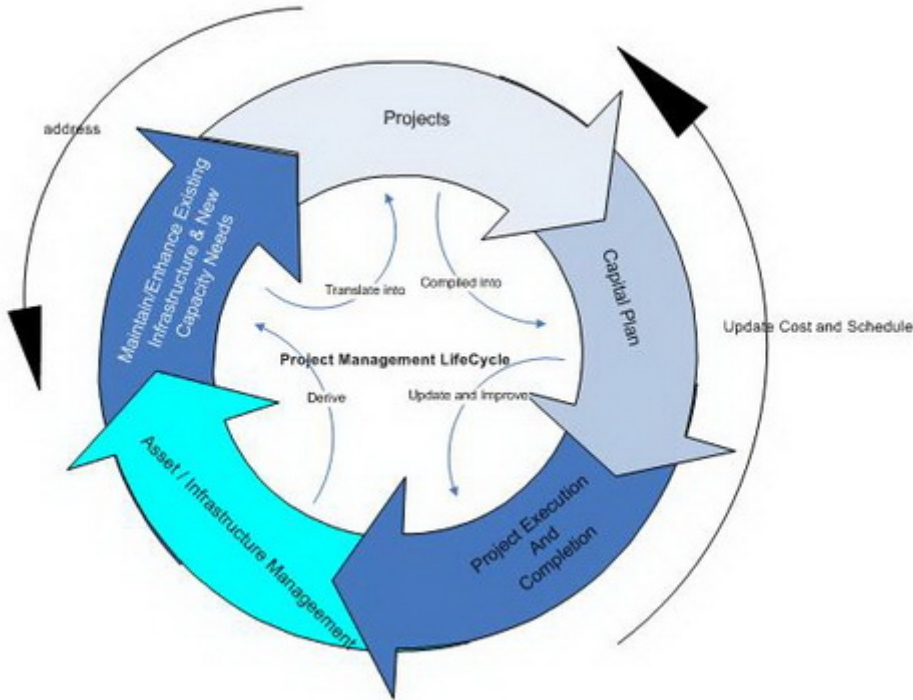 address
Projects
Maintain/Enhance Existing
Infrastructure & New
Capacity Needs
Capital Plan
Translate into
Compiled Into
Update Cost and Schedule
Project Management LifeCycle
Derive
Update and Improve
Asset / Infrastructure Manageement
Project Execution
And
Completion